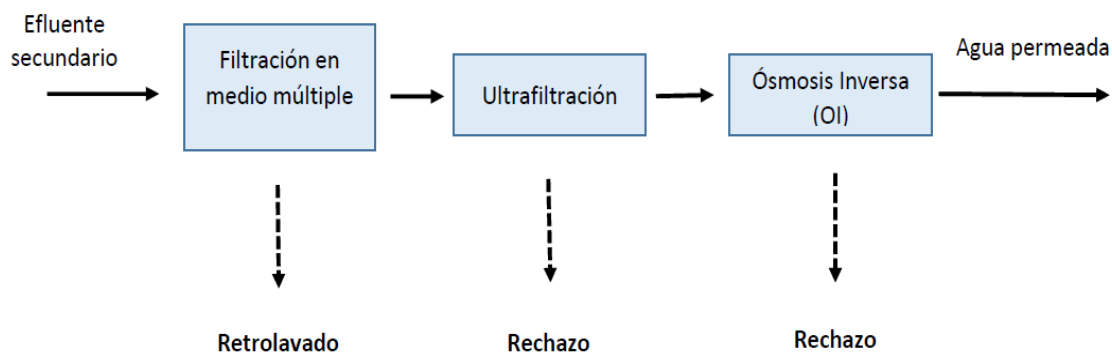 Efluente
secundario
Filtración en
medio múltiple
Ultrafiltración
Ósmosis Inversa
(OI)
Agua permeada
Retrolavado
Rechazo
Rechazo